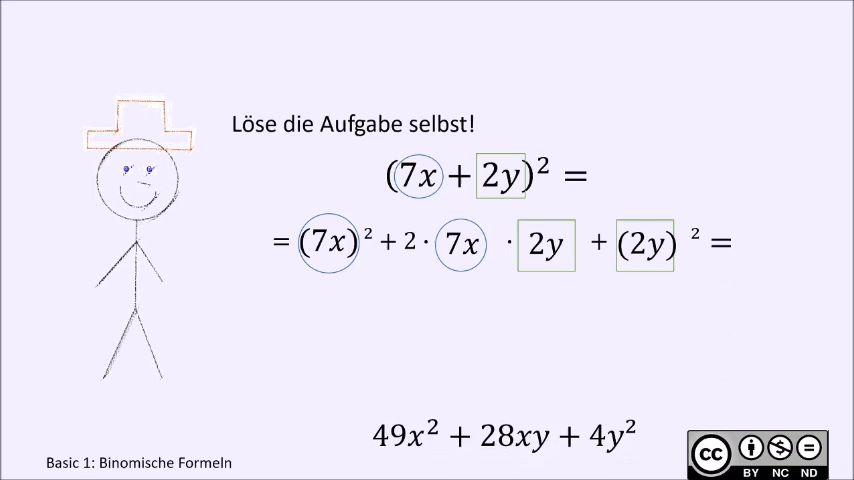 Löse die Aufgabe selbst!
(7x + 2y)² =
= (7x)² + 2 · 7x · 2y + (2y)² =
49x² + 28xy + 4y²
Basic 1: Binomische Formeln
cc
BY NC ND